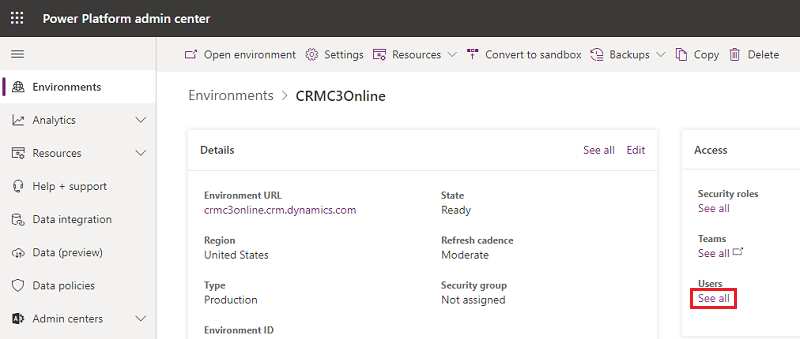 Power Platform admin center
Open environment Settings Resources Convert to sandbox Backups Copy Delete
Environments
Analytics
Resources
Help + support
Data integration
Data (preview)
Data policies
Admin centers
Environments > CRMC3Online
Details See all Edit
Environment URL State
crmc3online.crm.dynamics.com Ready
Region Refresh cadence
United States Moderate
Type Security group
Production Not assigned
Environment ID
Access
Security roles
See all
Teams
See all
Users
See all